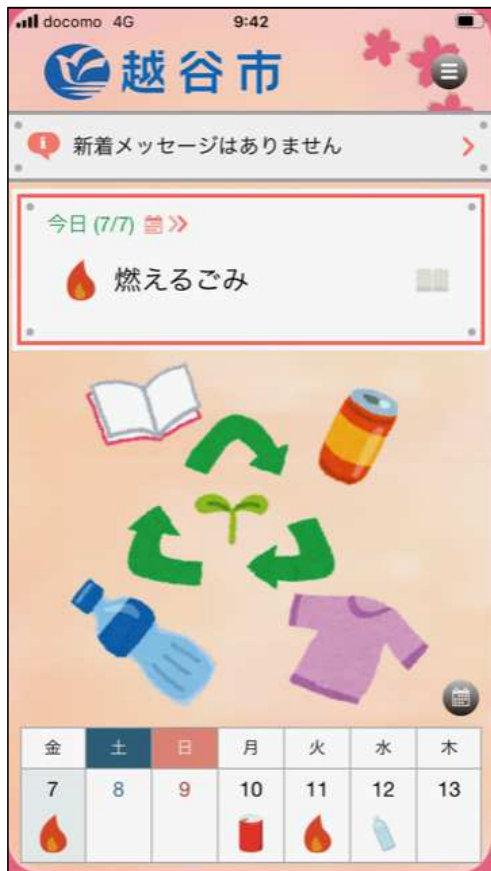 docomo 4G 9:42
越谷市
新着メッセージはありません
今日 (7/7)
燃えるごみ
金 土 日 月 火 水 木
7 8 9 10 11 12 13